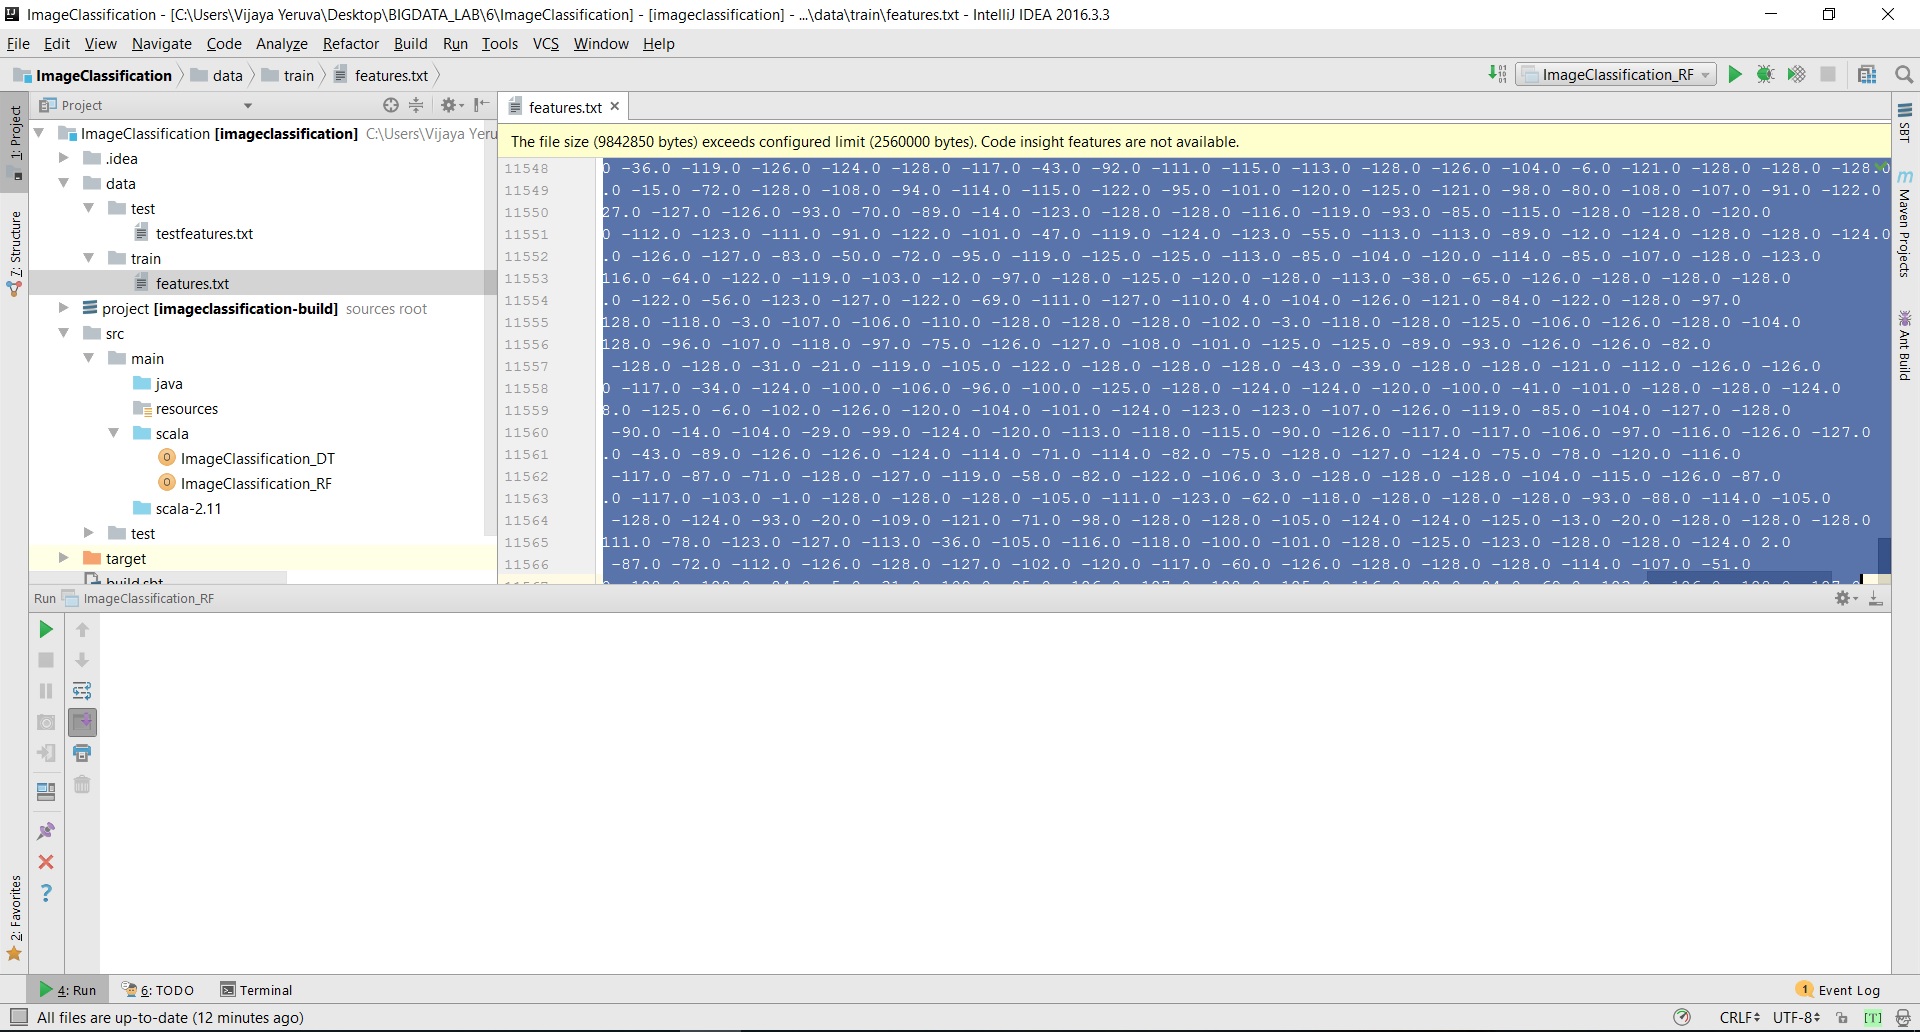 ImageClassification - [C:\Users\Vijaya Yeruva\Desktop\BIGDATA_LAB\6\ImageClassification] - [imageclassification] - ...\data\train\features.txt - IntelliJ IDEA 2016.3.3
File Edit View Navigate Code Analyze Refactor Build Run Tools VCS Window Help
ImageClassification data train features.txt
ImageClassification_RF
1: Project
7: Structure
2: Favorites
Project
ImageClassification [imageclassification] C:\Users\Vijaya Yeru
.idea
data
test
testfeatures.txt
train
features.txt
project [imageclassification-build] sources root
src
main
java
resources
scala
ImageClassification_DT
ImageClassification_RF
scala-2.11
test
target
build.sbt
features.txt
The file size (9842850 bytes) exceeds configured limit (2560000 bytes). Code insight features are not available.
11548 0 -36.0 -119.0 -126.0 -124.0 -128.0 -117.0 -43.0 -92.0 -111.0 -115.0 -113.0 -128.0 -126.0 -104.0 -6.0 -121.0 -128.0 -128.0 -128.0
11549 .0 -15.0 -72.0 -128.0 -108.0 -94.0 -114.0 -115.0 -122.0 -95.0 -101.0 -120.0 -125.0 -121.0 -98.0 -80.0 -108.0 -107.0 -91.0 -122.0
11550 27.0 -127.0 -126.0 -93.0 -70.0 -89.0 -14.0 -123.0 -128.0 -128.0 -116.0 -119.0 -93.0 -85.0 -115.0 -128.0 -128.0 -120.0
11551 0 -112.0 -123.0 -111.0 -91.0 -122.0 -101.0 -47.0 -119.0 -124.0 -123.0 -55.0 -113.0 -113.0 -89.0 -12.0 -124.0 -128.0 -128.0 -124.0
11552 .0 -126.0 -127.0 -83.0 -50.0 -72.0 -95.0 -119.0 -125.0 -125.0 -113.0 -85.0 -104.0 -120.0 -114.0 -85.0 -107.0 -128.0 -123.0
11553 116.0 -64.0 -122.0 -119.0 -103.0 -12.0 -97.0 -128.0 -125.0 -120.0 -128.0 -113.0 -38.0 -65.0 -126.0 -128.0 -128.0 -128.0
11554 .0 -122.0 -56.0 -123.0 -127.0 -122.0 -69.0 -111.0 -127.0 -110.0 4.0 -104.0 -126.0 -121.0 -84.0 -122.0 -128.0 -97.0
11555 128.0 -118.0 -3.0 -107.0 -106.0 -110.0 -128.0 -128.0 -128.0 -102.0 -3.0 -118.0 -128.0 -125.0 -106.0 -126.0 -128.0 -104.0
11556 128.0 -96.0 -107.0 -118.0 -97.0 -75.0 -126.0 -127.0 -108.0 -101.0 -125.0 -125.0 -89.0 -93.0 -126.0 -126.0 -82.0
11557 -128.0 -128.0 -31.0 -21.0 -119.0 -105.0 -122.0 -128.0 -128.0 -128.0 -43.0 -39.0 -128.0 -128.0 -121.0 -112.0 -126.0 -126.0
11558 0 -117.0 -34.0 -124.0 -100.0 -106.0 -96.0 -100.0 -125.0 -128.0 -124.0 -124.0 -120.0 -100.0 -41.0 -101.0 -128.0 -128.0 -124.0
11559 8.0 -125.0 -6.0 -102.0 -126.0 -120.0 -104.0 -101.0 -124.0 -123.0 -123.0 -107.0 -126.0 -119.0 -85.0 -104.0 -127.0 -128.0
11560 -90.0 -14.0 -104.0 -29.0 -99.0 -124.0 -120.0 -113.0 -118.0 -115.0 -90.0 -126.0 -117.0 -117.0 -106.0 -97.0 -116.0 -126.0 -127.0
11561 .0 -43.0 -89.0 -126.0 -126.0 -124.0 -114.0 -71.0 -114.0 -82.0 -75.0 -128.0 -127.0 -124.0 -75.0 -78.0 -120.0 -116.0
11562 -117.0 -87.0 -71.0 -128.0 -127.0 -119.0 -58.0 -82.0 -122.0 -106.0 3.0 -128.0 -128.0 -128.0 -104.0 -115.0 -126.0 -87.0
11563 .0 -117.0 -103.0 -1.0 -128.0 -128.0 -128.0 -105.0 -111.0 -123.0 -62.0 -118.0 -128.0 -128.0 -128.0 -93.0 -88.0 -114.0 -105.0
11564 -128.0 -124.0 -93.0 -20.0 -109.0 -121.0 -71.0 -98.0 -128.0 -128.0 -105.0 -124.0 -124.0 -125.0 -13.0 -20.0 -128.0 -128.0 -128.0
11565 111.0 -78.0 -123.0 -127.0 -113.0 -36.0 -105.0 -116.0 -118.0 -100.0 -101.0 -125.0 -123.0 -128.0 -128.0 -124.0 2.0
11566 -87.0 -72.0 -112.0 -126.0 -128.0 -127.0 -102.0 -120.0 -117.0 -60.0 -126.0 -128.0 -128.0 -128.0 -114.0 -107.0 -51.0
SBT
Maven Projects
Ant Build
Run ImageClassification_RF
4: Run 6: TODO Terminal 1 Event Log
All files are up-to-date (12 minutes ago) CRLF UTF-8 [T]